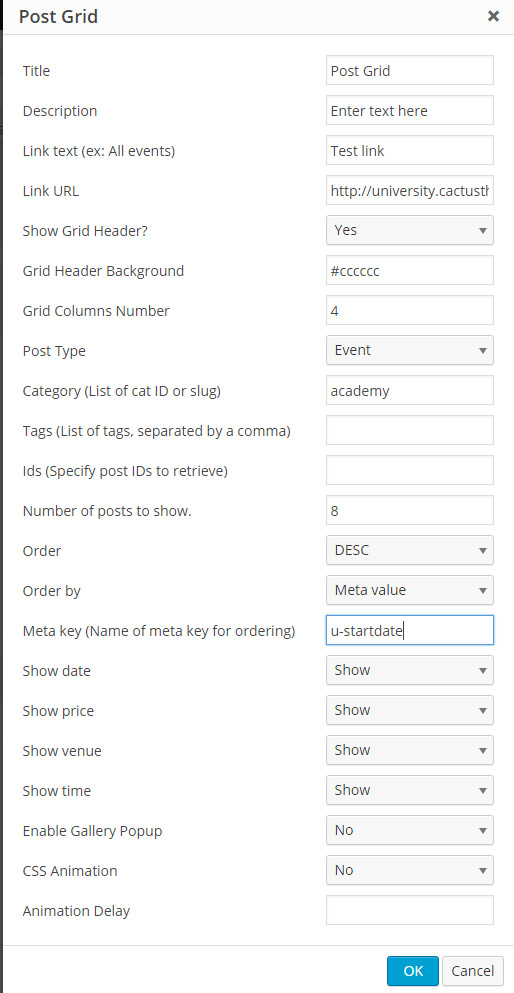 Post Grid
Title Post Grid
Description Enter text here
Link text (ex: All events) Test link
Link URL http://university.cactusth
Show Grid Header? Yes
Grid Header Background #cccccc
Grid Columns Number 4
Post Type Event
Category (List of cat ID or slug) academy
Tags (List of tags, separated by a comma)
Ids (Specify post IDs to retrieve)
Number of posts to show. 8
Order DESC
Order by Meta value
Meta key (Name of meta key for ordering) u-startdate
Show date Show
Show price Show
Show venue Show
Show time Show
Enable Gallery Popup No
CSS Animation No
Animation Delay
OK Cancel